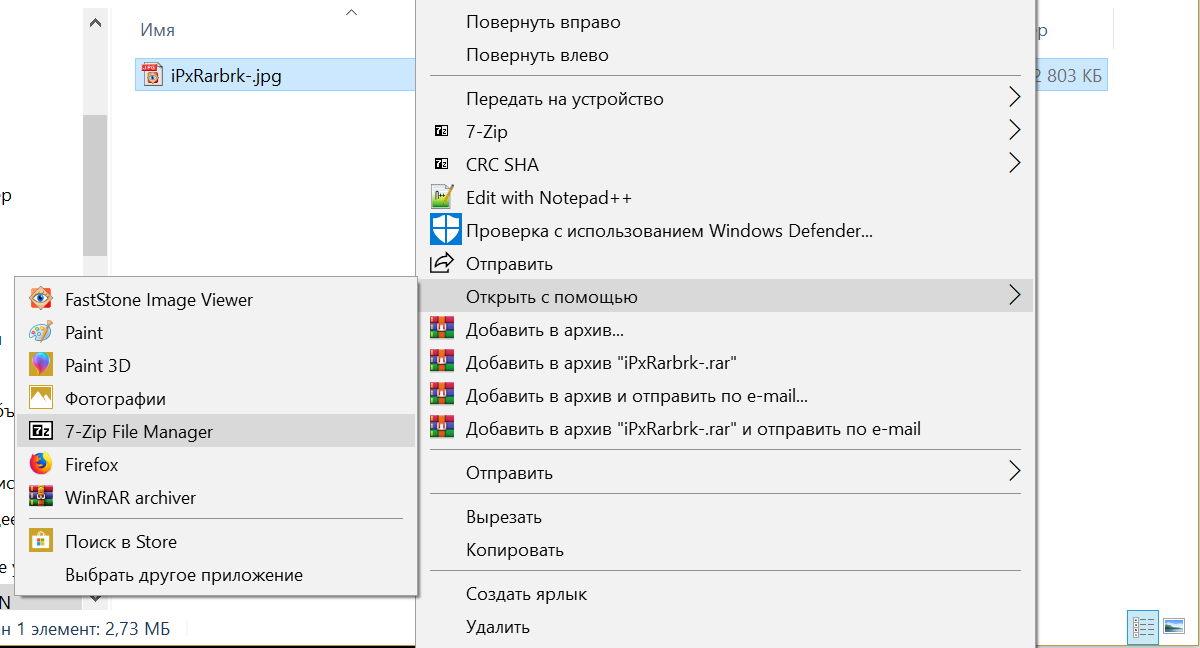 Имя
iPxRarbrk-.jpg
803 КБ
Повернуть вправо
Повернуть влево
Передать на устройство
7-Zip
CRC SHA
Edit with Notepad++
Проверка с использованием Windows Defender...
Отправить
Открыть с помощью
Добавить в архив...
Добавить в архив "iPxRarbrk-.rar"
Добавить в архив и отправить по e-mail...
Добавить в архив "iPxRarbrk-.rar" и отправить по e-mail
Отправить
Вырезать
Копировать
Создать ярлык
Удалить
FastStone Image Viewer
Paint
Paint 3D
Фотографии
7-Zip File Manager
Firefox
WinRAR archiver
Поиск в Store
Выбрать другое приложение
1 элемент: 2,73 МБ